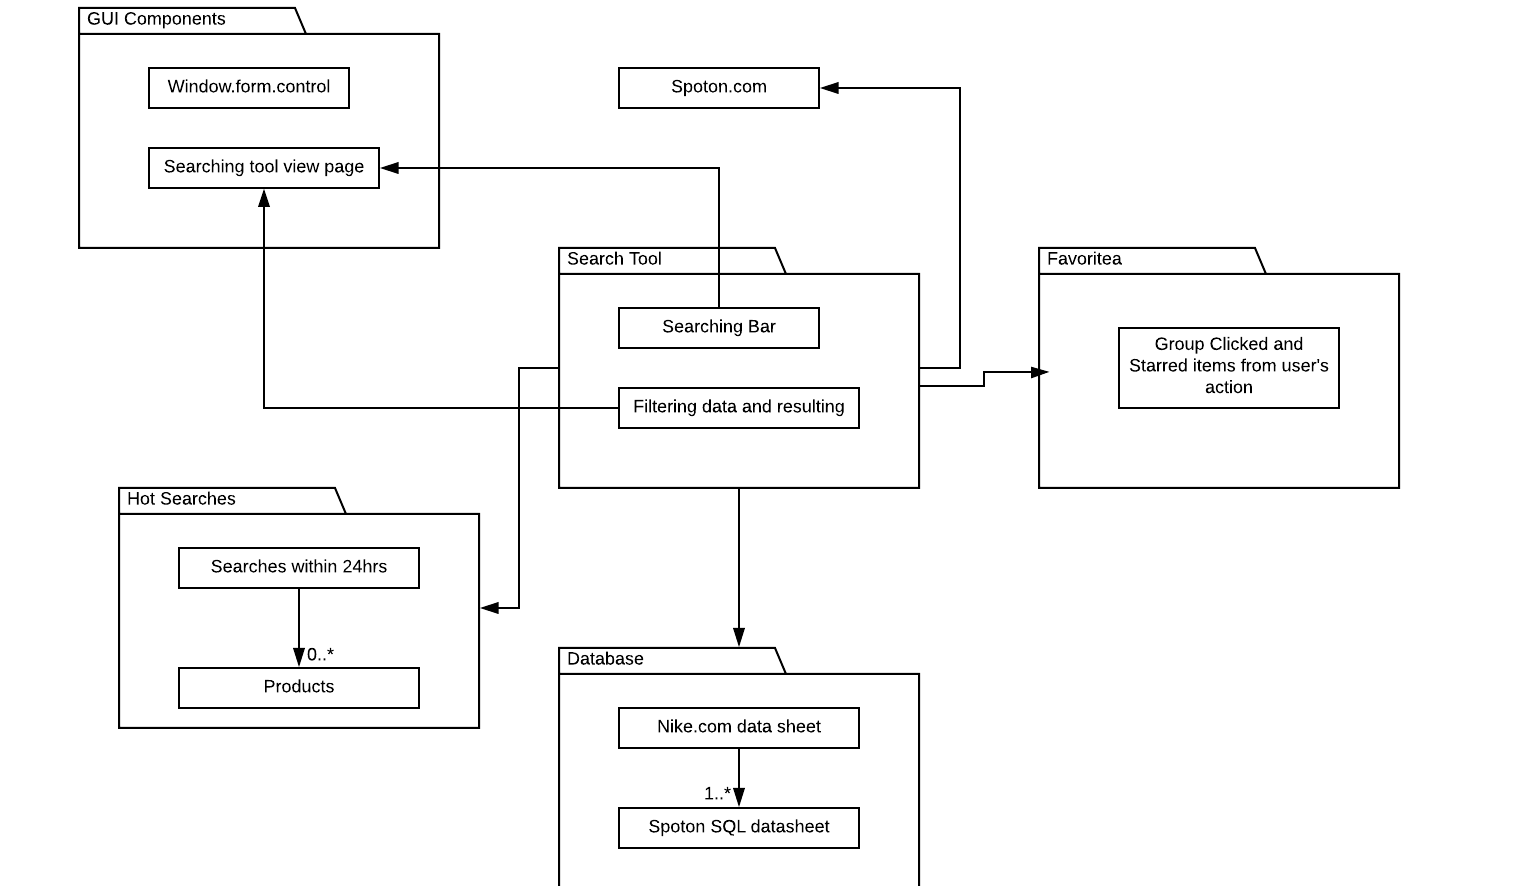 GUI Components
Window.form.control
Spoton.com
Searching tool view page
Search Tool
Favoritea
Searching Bar
Group Clicked and
Starred items from user's
action
Filtering data and resulting
Hot Searches
Searches within 24hrs
0..*
Products
Database
Nike.com data sheet
1..*
Spoton SQL datasheet